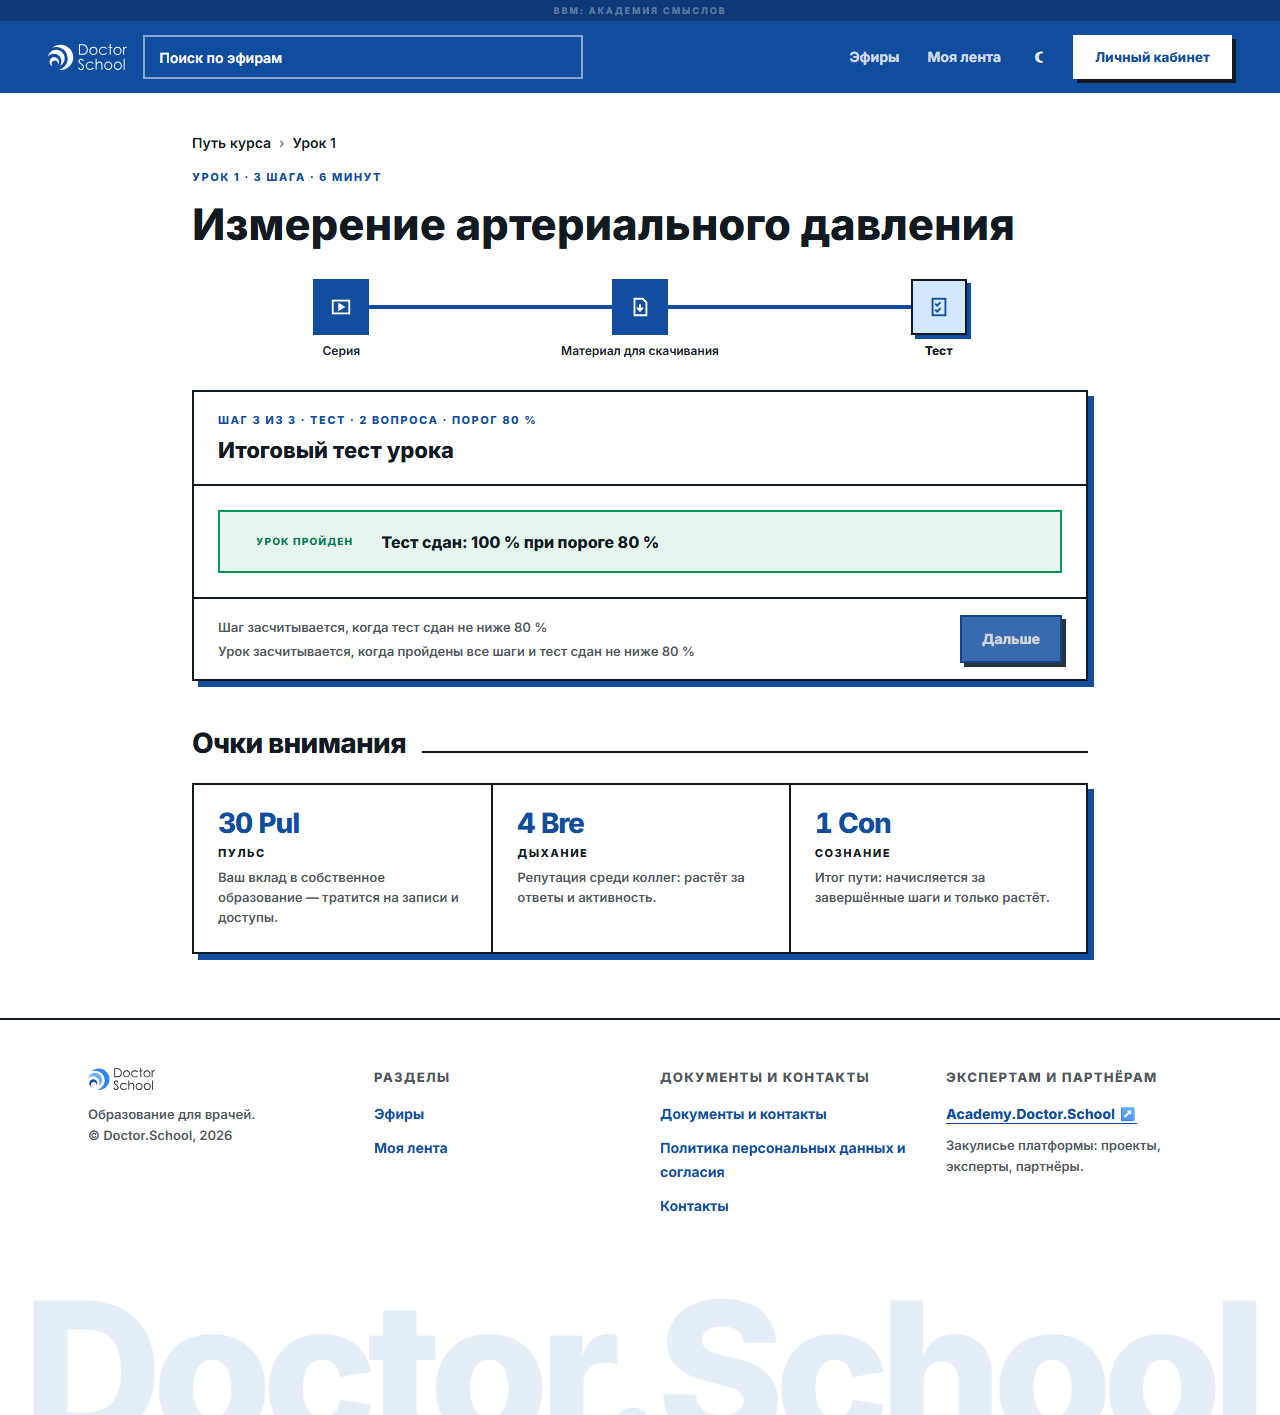 ВВМ: АКАДЕМИЯ СМЫСЛОВ
Doctor School
Поиск по эфирам
Эфиры
Моя лента
Личный кабинет
Путь курса › Урок 1
УРОК 1 · 3 ШАГА · 6 МИНУТ
Измерение артериального давления
Серия
Материал для скачивания
Тест
ШАГ 3 ИЗ 3 · ТЕСТ · 2 ВОПРОСА · ПОРОГ 80 %
Итоговый тест урока
УРОК ПРОЙДЕН
Тест сдан: 100 % при пороге 80 %
Шаг засчитывается, когда тест сдан не ниже 80 %
Урок засчитывается, когда пройдены все шаги и тест сдан не ниже 80 %
Дальше
Очки внимания
30 Pul
ПУЛЬС
Ваш вклад в собственное
образование — тратится на записи и
доступы.
4 Bre
ДЫХАНИЕ
Репутация среди коллег: растёт за
ответы и активность.
1 Con
СОЗНАНИЕ
Итог пути: начисляется за
завершённые шаги и только растёт.
Doctor School
Образование для врачей.
© Doctor.School, 2026
РАЗДЕЛЫ
Эфиры
Моя лента
ДОКУМЕНТЫ И КОНТАКТЫ
Документы и контакты
Политика персональных данных и
согласия
Контакты
ЭКСПЕРТАМ И ПАРТНЁРАМ
Academy.Doctor.School
Закулисье платформы: проекты,
эксперты, партнёры.
Doctor.School